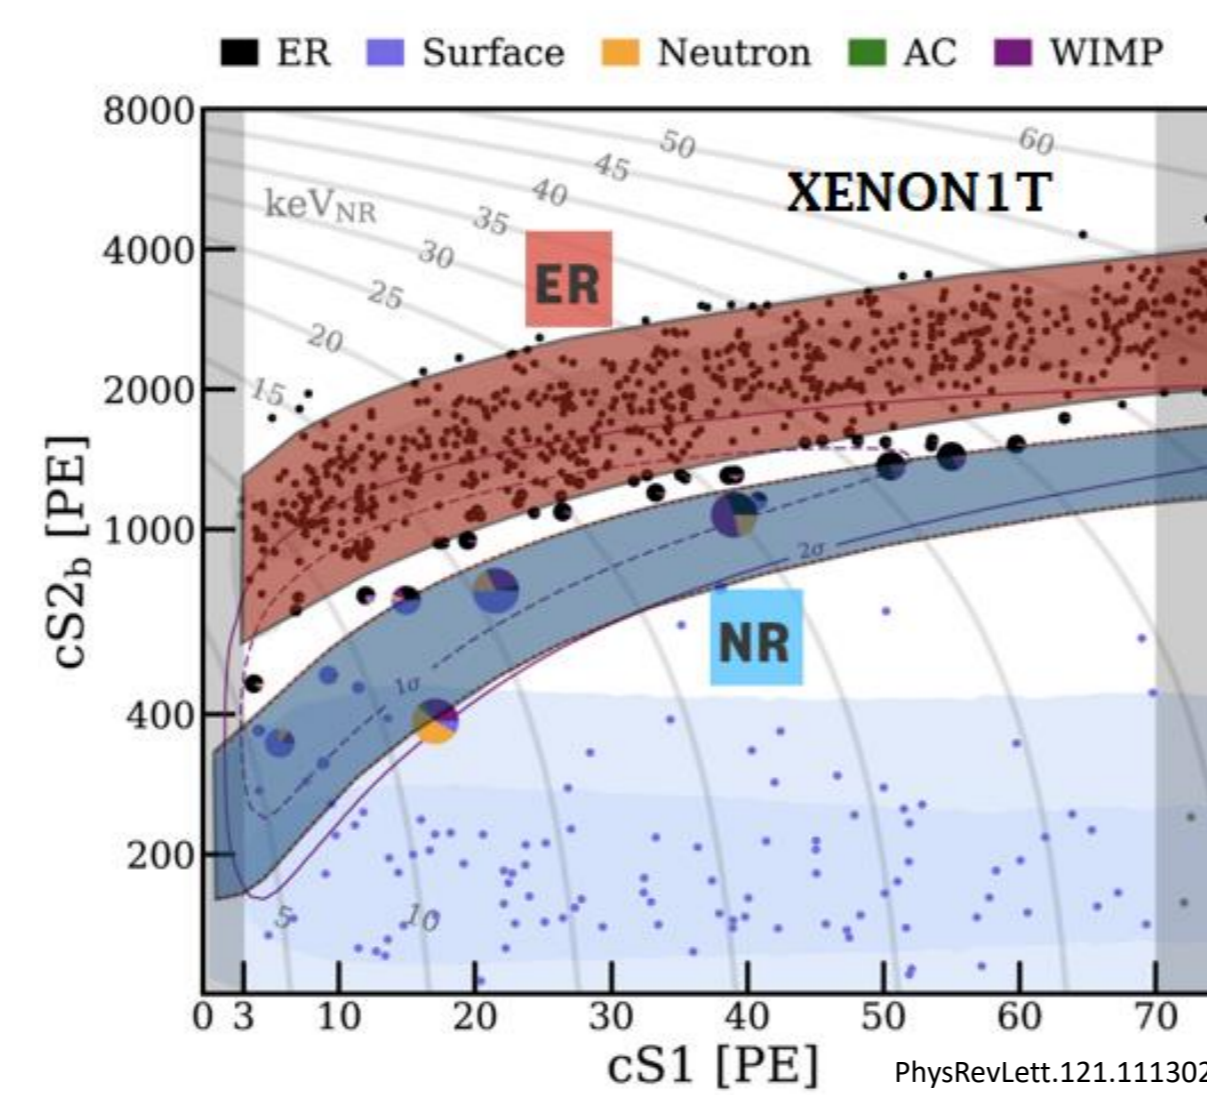 ER Surface Neutron AC WIMP
8000
4000
2000
1000
400
200
cS2b [PE]
keVNR
15
20
25
30
35
40
45
50
60
XENON1T
ER
NR
1σ
2σ
5
10
0 3 10 20 30 40 50 60 70
cS1 [PE]
PhysRevLett.121.111302